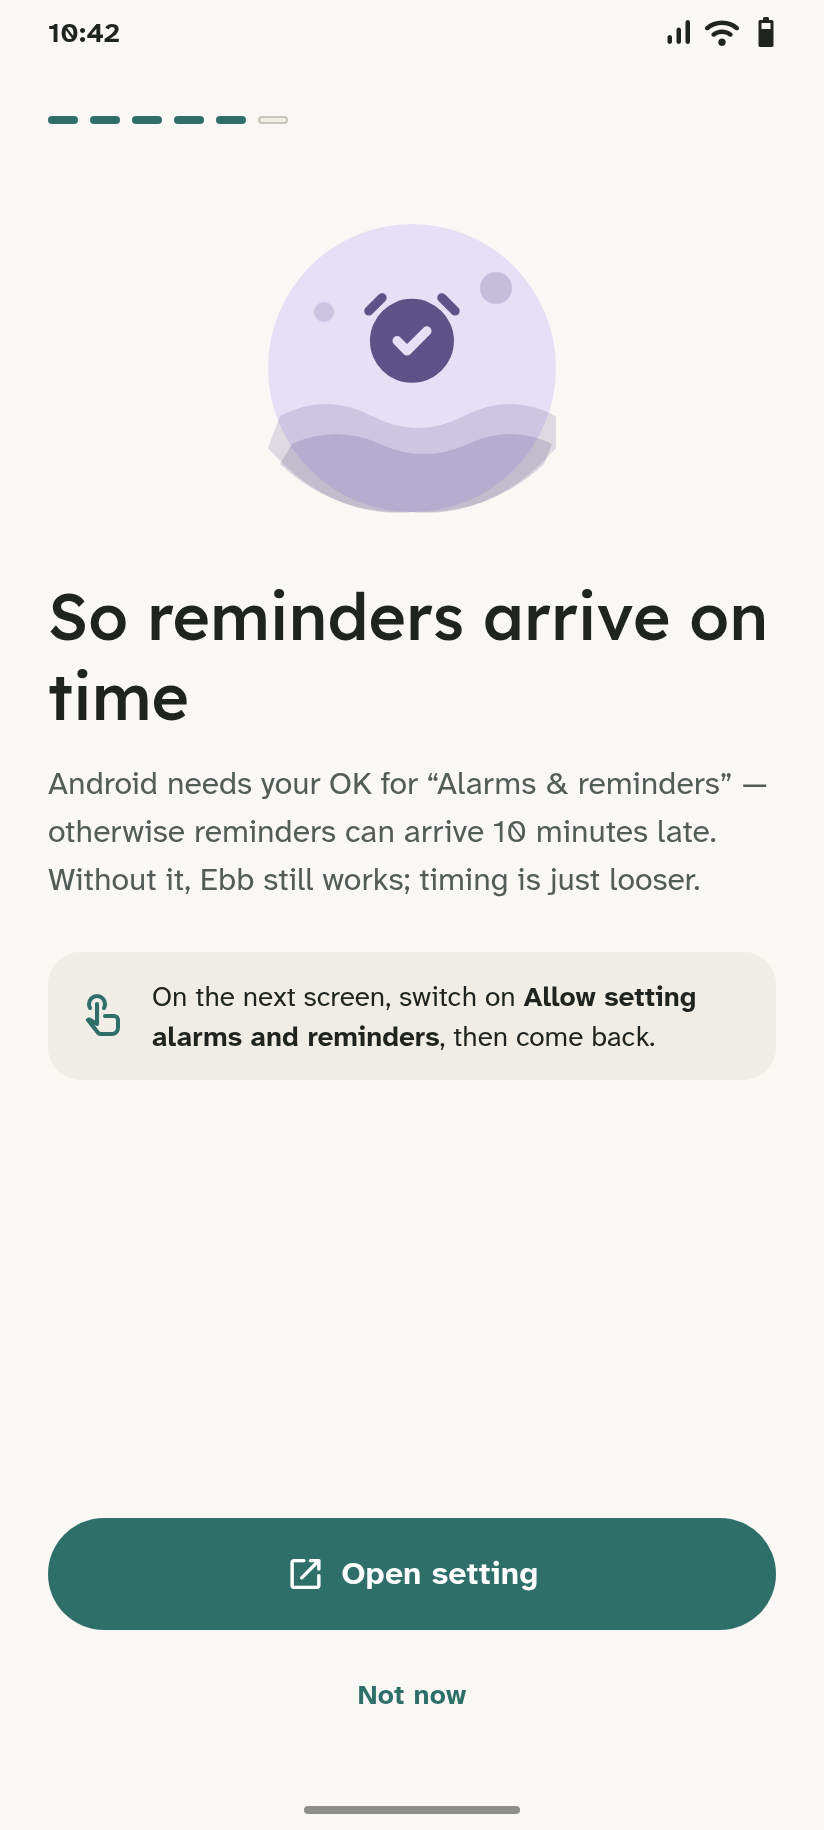 10:42
So reminders arrive on
time
Android needs your OK for “Alarms & reminders” —
otherwise reminders can arrive 10 minutes late.
Without it, Ebb still works; timing is just looser.
On the next screen, switch on Allow setting
alarms and reminders, then come back.
Open setting
Not now